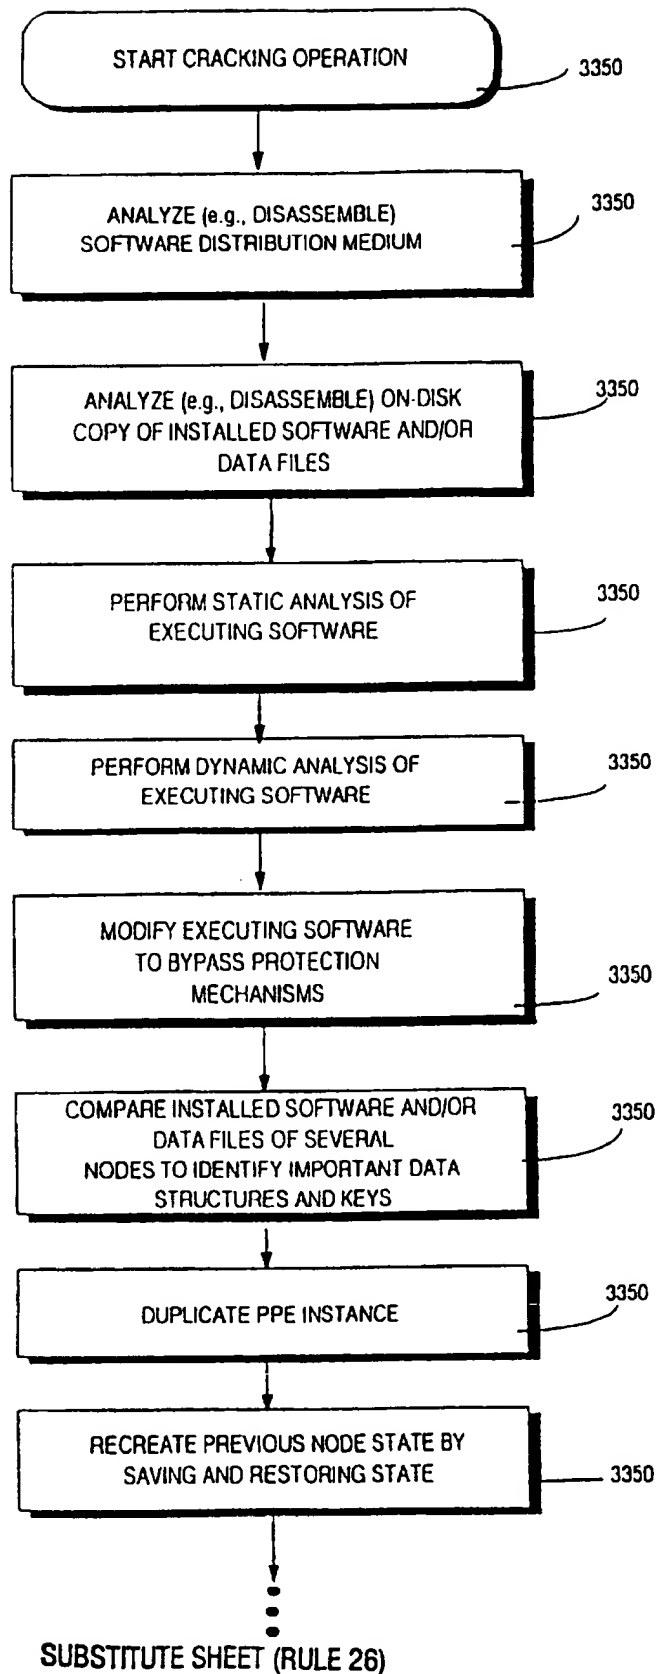 START CRACKING OPERATION
3350
ANALYZE (e.g., DISASSEMBLE)
SOFTWARE DISTRIBUTION MEDIUM
3350
ANALYZE (e.g., DISASSEMBLE) ON-DISK
COPY OF INSTALLED SOFTWARE AND/OR
DATA FILES
3350
PERFORM STATIC ANALYSIS OF
EXECUTING SOFTWARE
3350
PERFORM DYNAMIC ANALYSIS OF
EXECUTING SOFTWARE
3350
MODIFY EXECUTING SOFTWARE
TO BYPASS PROTECTION
MECHANISMS
3350
COMPARE INSTALLED SOFTWARE AND/OR
DATA FILES OF SEVERAL
NODES TO IDENTIFY IMPORTANT DATA
STRUCTURES AND KEYS
3350
DUPLICATE PPE INSTANCE
3350
RECREATE PREVIOUS NODE STATE BY
SAVING AND RESTORING STATE
3350
SUBSTITUTE SHEET (RULE 26)